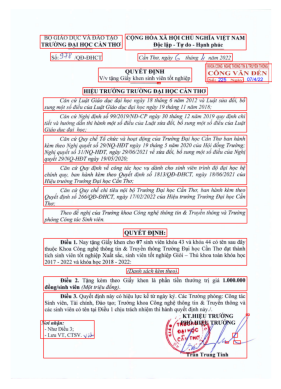 BỘ GIÁO DỤC VÀ ĐÀO TẠO
TRƯỜNG ĐẠI HỌC CẦN THƠ
CỘNG HÒA XÃ HỘI CHỦ NGHĨA VIỆT NAM
Độc lập - Tự do - Hạnh phúc
Số: /QĐ-ĐHCT
Cần Thơ, ngày tháng năm 2022
CÔNG VĂN ĐẾN
Ngày: 07/4/22
QUYẾT ĐỊNH
V/v tặng Giấy khen sinh viên tốt nghiệp
HIỆU TRƯỞNG TRƯỜNG ĐẠI HỌC CẦN THƠ
Căn cứ Luật Giáo dục đại học ngày 18 tháng 6 năm 2012 và Luật sửa đổi, bổ
sung một số điều của Luật Giáo dục đại học ngày 19 tháng 11 năm 2018;
Căn cứ Nghị định số 99/2019/NĐ-CP ngày 30 tháng 12 năm 2019 quy định chi
tiết và hướng dẫn thi hành một số điều của Luật sửa đổi, bổ sung một số điều của Luật
Giáo dục đại học;
Căn cứ Quy chế Tổ chức và hoạt động của Trường Đại học Cần Thơ ban hành
kèm theo Nghị quyết số ngày tháng 5 năm 2020 của Hội đồng Trường;
Nghị quyết số ngày 29/06/2021 về sửa đổi, bổ sung một số điều của Nghị
quyết
Căn cứ Quy định về công tác học vụ dành cho sinh viên trình độ đại học hệ
chính quy, ban hành kèm theo Quyết định số 1813/QĐ-ĐHCT, ngày 18/06/2021 của
Hiệu trưởng Trường Đại học Cần Thơ;
Căn cứ Quy chế chi tiêu nội bộ Trường Đại học Cần Thơ, ban hành kèm theo
Quyết định số 266/QĐ-ĐHCT, ngày 17/02/2022 của Hiệu trưởng Trường Đại học Cần
Thơ;
Theo đề nghị của Trưởng khoa Công nghệ thông tin & Truyền thông và Trưởng
phòng Công tác Sinh viên.
QUYẾT ĐỊNH:
Điều 1. Nay tặng Giấy khen cho 07 sinh viên khóa 43 và khóa 44 có tên sau đây
thuộc Khoa Công nghệ thông tin & Truyền thông Trường Đại học Cần Thơ đã đạt thành
tích sinh viên tốt nghiệp Xuất sắc, sinh viên tốt nghiệp Giỏi – Thủ khoa toàn khóa học
2017 - 2022 và khóa học 2018 - 2022:
(Danh sách kèm theo)
Điều 2. Tặng kèm theo Giấy khen là phần tiền thưởng trị giá 1.000.000
đồng/sinh viên (Một triệu đồng).
Điều 3. Quyết định này có hiệu lực kể từ ngày ký. Các Trưởng phòng: Công tác
Sinh viên, Tài chính, Đào tạo; Trưởng khoa Công nghệ thông tin & Truyền thông và
các sinh viên có tên tại Điều 1 chịu trách nhiệm thi hành quyết định này./.
Nơi nhận:
- Như Điều 3;
- Lưu VT, CTSV.
KT.HIỆU TRƯỞNG
PHÓ HIỆU TRƯỞNG
Trần Trung Tính